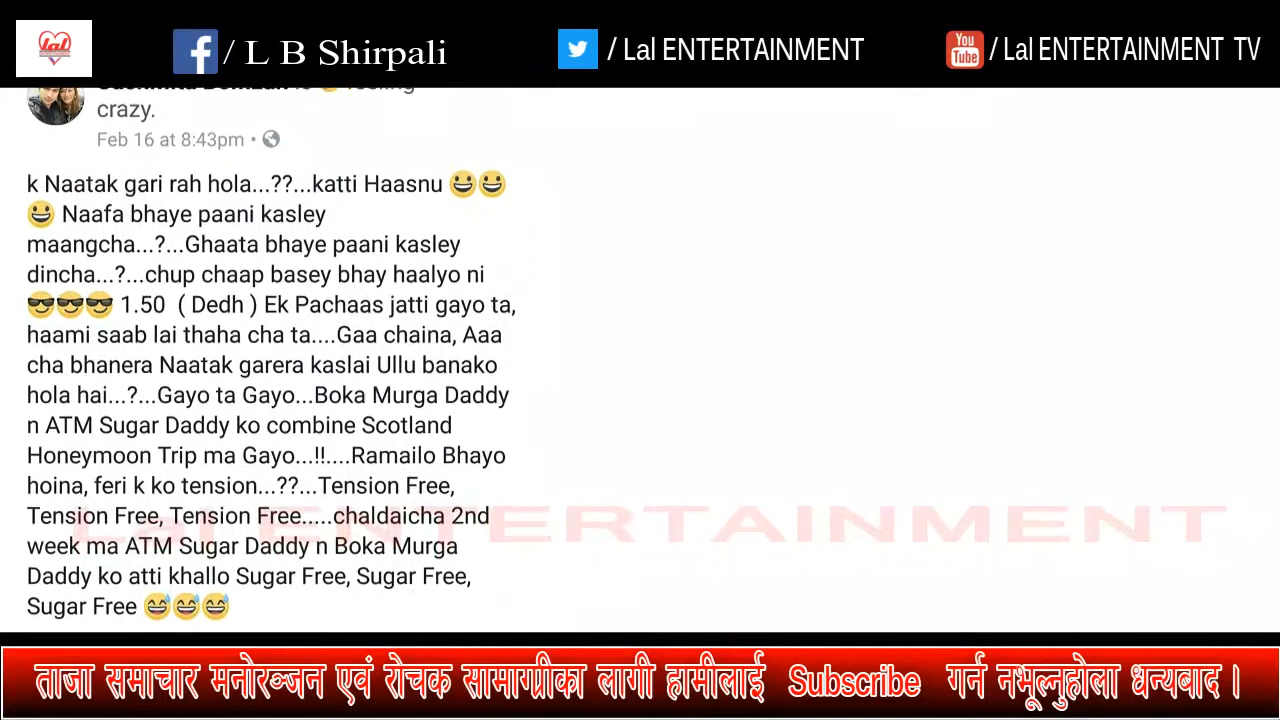 lal
/ L B Shirpali
/ Lal ENTERTAINMENT
You Tube
/ Lal ENTERTAINMENT TV
crazy.
Feb 16 at 8:43pm •
k Naatak gari rah hola...??...katti Haasnu 😀😀
😀 Naafa bhaye paani kasley
maangcha...?...Ghaata bhaye paani kasley
dincha...?...chup chaap basey bhay haalyo ni
😎😎😎 1.50 ( Dedh ) Ek Pachaas jatti gayo ta,
haami saab lai thaha cha ta....Gaa chaina, Aaa
cha bhanera Naatak garera kaslai Ullu banako
hola hai...?...Gayo ta Gayo...Boka Murga Daddy
n ATM Sugar Daddy ko combine Scotland
Honeymoon Trip ma Gayo...!!....Ramailo Bhayo
hoina, feri k ko tension...??...Tension Free,
Tension Free, Tension Free.....chaldaicha 2nd
week ma ATM Sugar Daddy n Boka Murga
Daddy ko atti khallo Sugar Free, Sugar Free,
Sugar Free 😅😅😅
Lal ENTERTAINMENT
ताजा समाचार मनोरञ्जन एवं रोचक सामाग्रीका लागी हामीलाई Subscribe गर्न नभूल्नुहोला धन्यबाद ।